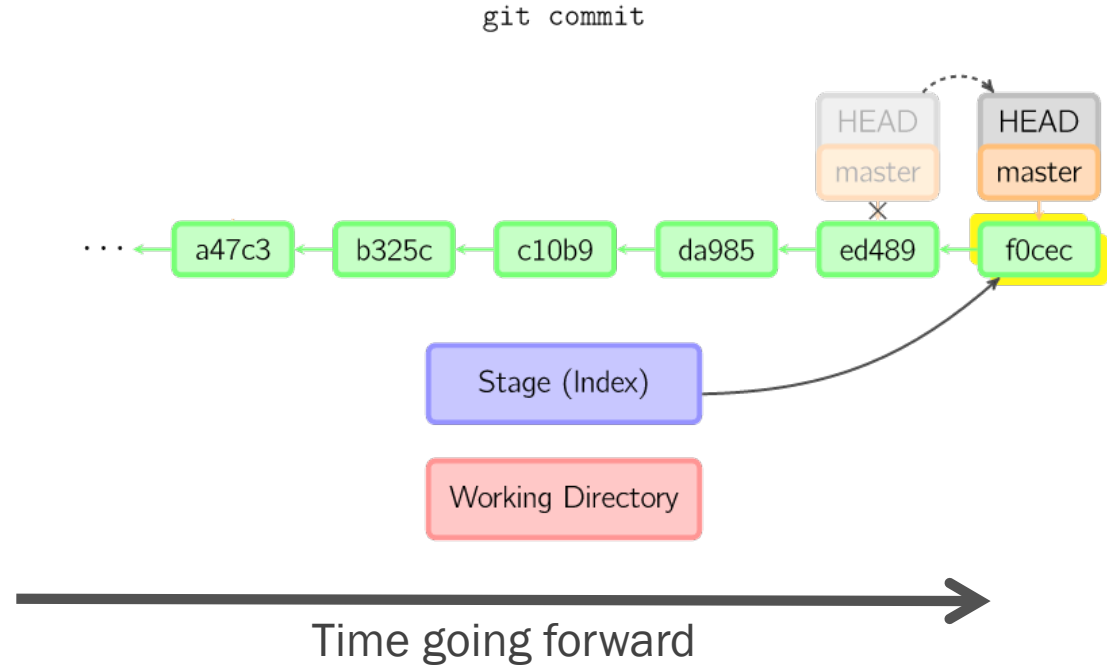 git commit
HEAD
HEAD
master
master
...
a47c3
b325c
c10b9
da985
ed489
f0cec
Stage (Index)
Working Directory
Time going forward